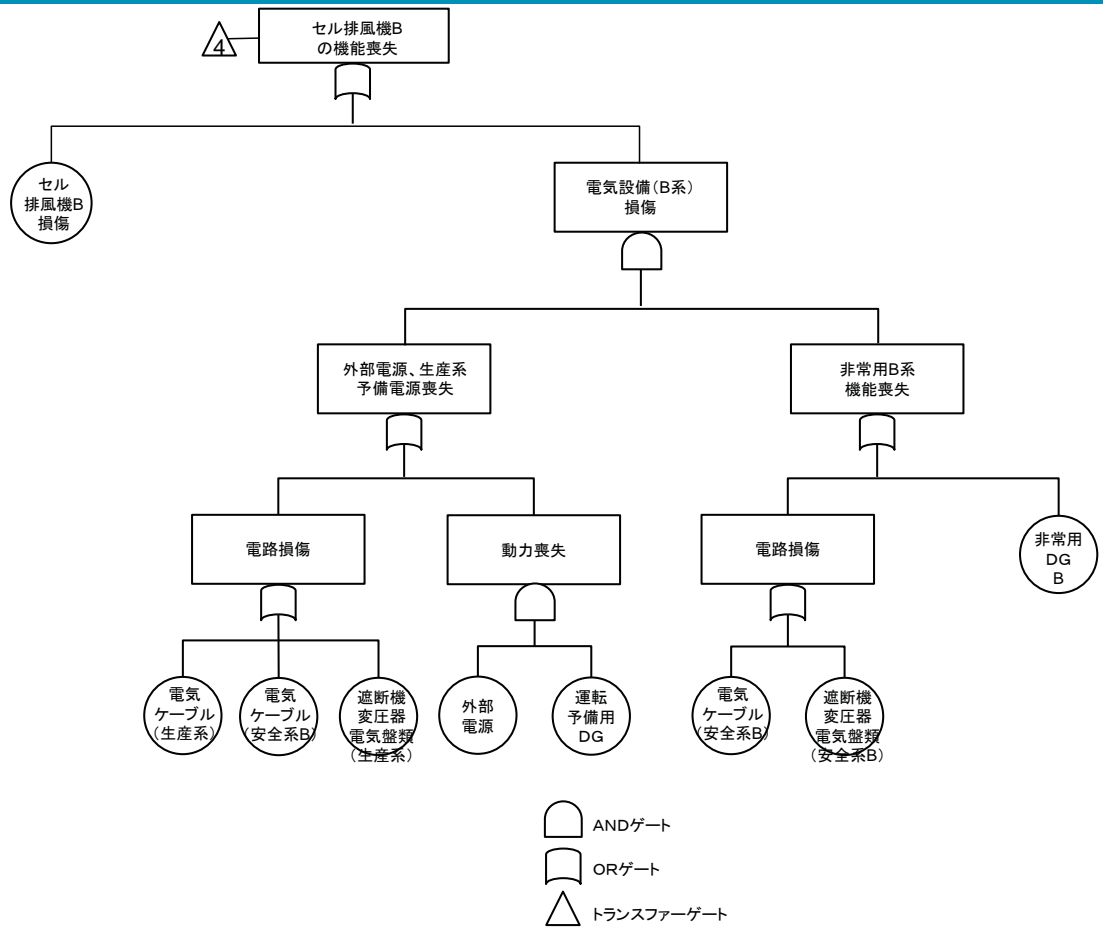 4
セル排風機B
の機能喪失
セル
排風機B
損傷
電気設備(B系)
損傷
外部電源、生産系
予備電源喪失
非常用B系
機能喪失
電路損傷
動力喪失
電路損傷
非常用
DG
B
電気
ケーブル
(生産系)
電気
ケーブル
(安全系B)
遮断機
変圧器
電気盤類
(生産系)
外部
電源
運転
予備用
DG
電気
ケーブル
(安全系B)
遮断機
変圧器
電気盤類
(安全系B)
ANDゲート
ORゲート
トランスファーゲート